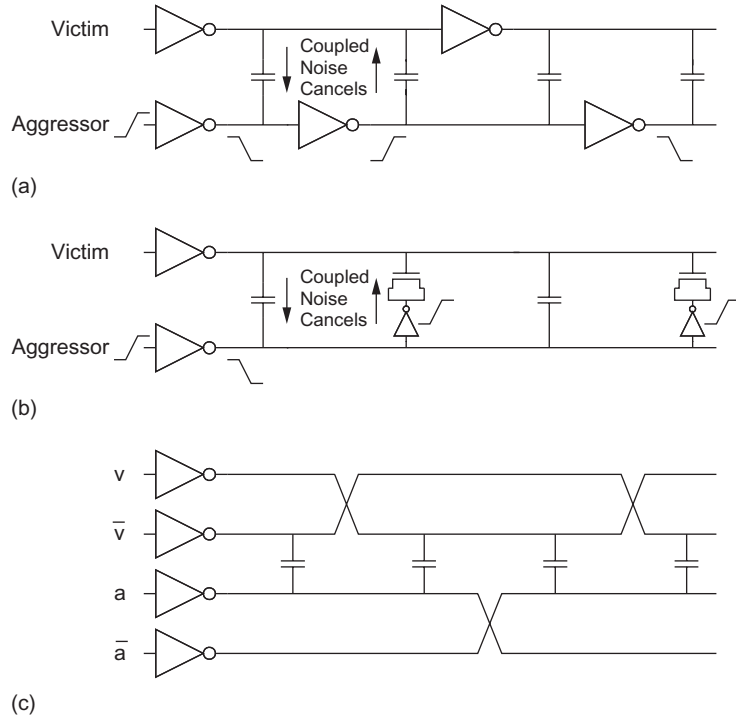 Victim
Coupled
Noise
Cancels
Aggressor
(a)
Victim
Coupled
Noise
Cancels
Aggressor
(b)
v
v̄
a
ā
(c)